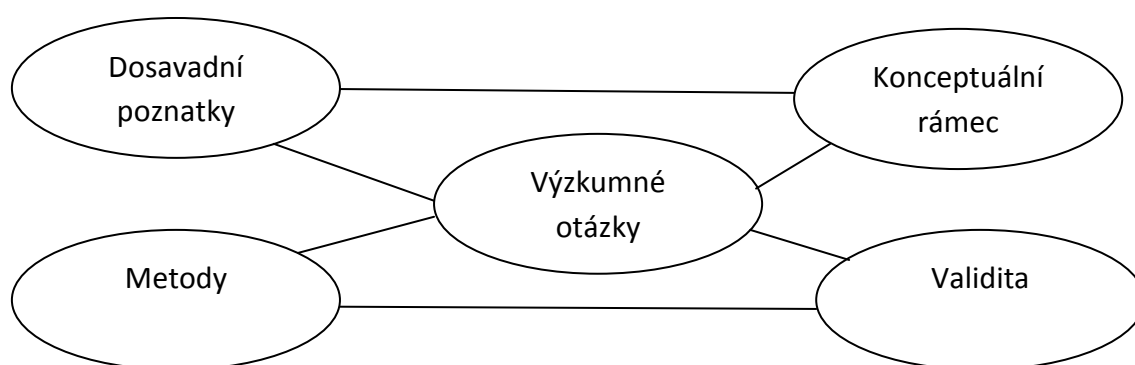 Dosavadní
poznatky
Konceptuální
rámec
Výzkumné
otázky
Metody
Validita